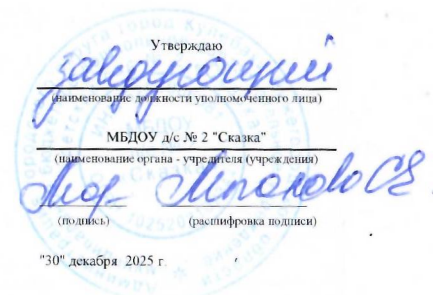 Утверждаю
заведующий
(наименование должности уполномоченного лица)
МБДОУ д/с № 2 "Сказка"
(наименование органа - учредителя (учреждения)
(подпись) (расшифровка подписи)
"30" декабря 2025 г.